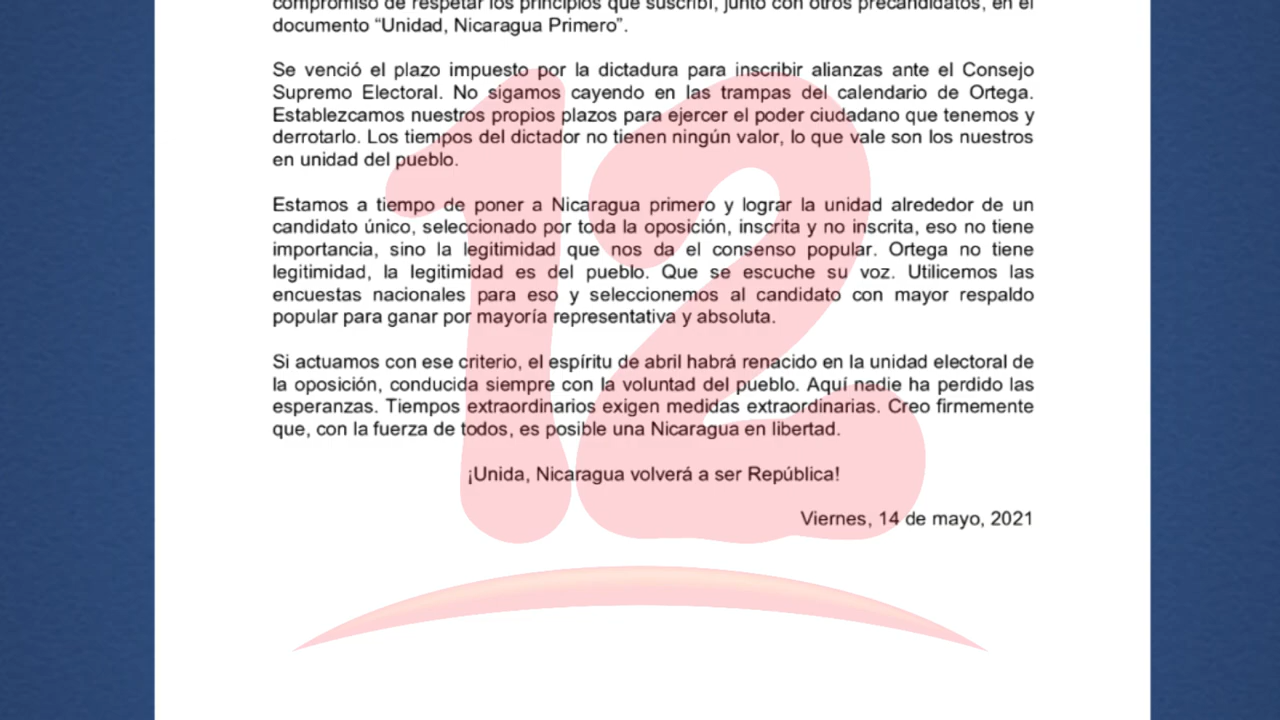 compromiso de respetar los principios que suscribí, junto con otros precandidatos, en el
documento “Unidad, Nicaragua Primero”.
Se venció el plazo impuesto por la dictadura para inscribir alianzas ante el Consejo
Supremo Electoral. No sigamos cayendo en las trampas del calendario de Ortega.
Establezcamos nuestros propios plazos para ejercer el poder ciudadano que tenemos y
derrotarlo. Los tiempos del dictador no tienen ningún valor, lo que vale son los nuestros
en unidad del pueblo.
Estamos a tiempo de poner a Nicaragua primero y lograr la unidad alrededor de un
candidato único, seleccionado por toda la oposición, inscrita y no inscrita, eso no tiene
importancia, sino la legitimidad que nos da el consenso popular. Ortega no tiene
legitimidad, la legitimidad es del pueblo. Que se escuche su voz. Utilicemos las
encuestas nacionales para eso y seleccionemos al candidato con mayor respaldo
popular para ganar por mayoría representativa y absoluta.
Si actuamos con ese criterio, el espíritu de abril habrá renacido en la unidad electoral de
la oposición, conducida siempre con la voluntad del pueblo. Aquí nadie ha perdido las
esperanzas. Tiempos extraordinarios exigen medidas extraordinarias. Creo firmemente
que, con la fuerza de todos, es posible una Nicaragua en libertad.
¡Unida, Nicaragua volverá a ser República!
Viernes, 14 de mayo, 2021
12